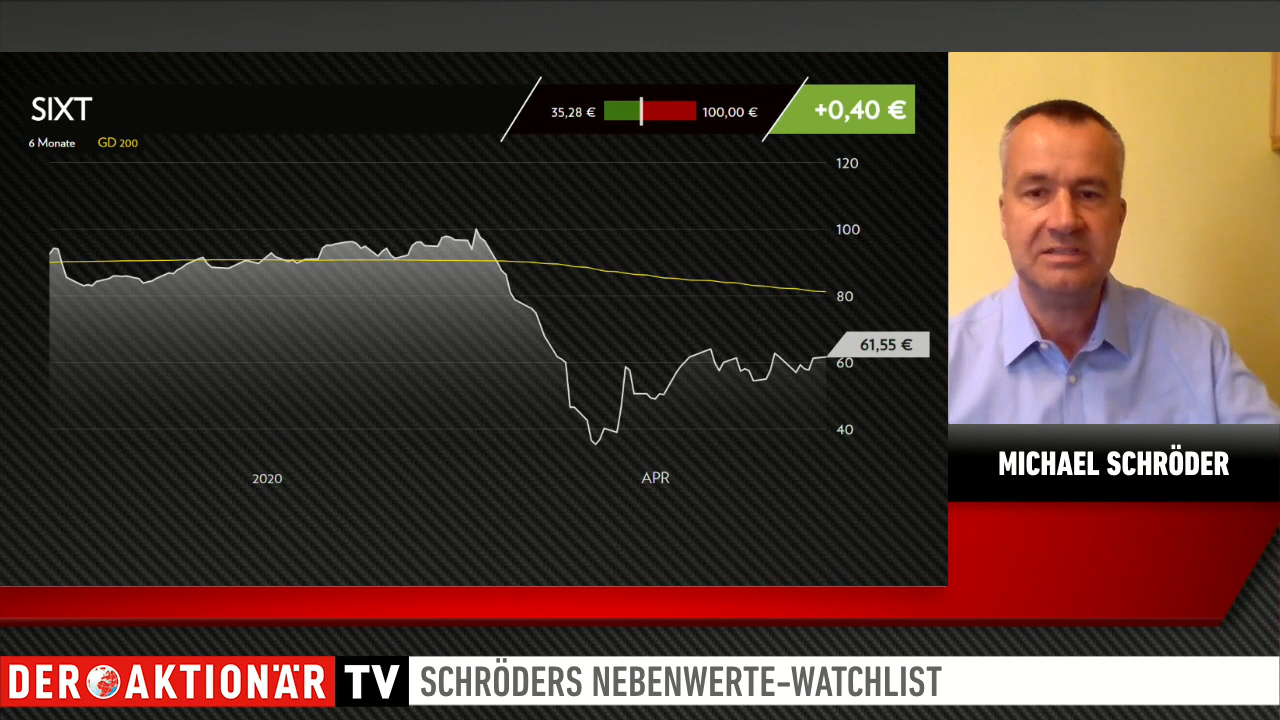 SIXT
35,28 €
100,00 €
+0,40 €
6 Monate
GD 200
120
100
80
61,55 €
60
40
2020
APR
MICHAEL SCHRÖDER
DER AKTIONÄR TV
SCHRÖDERS NEBENWERTE-WATCHLIST